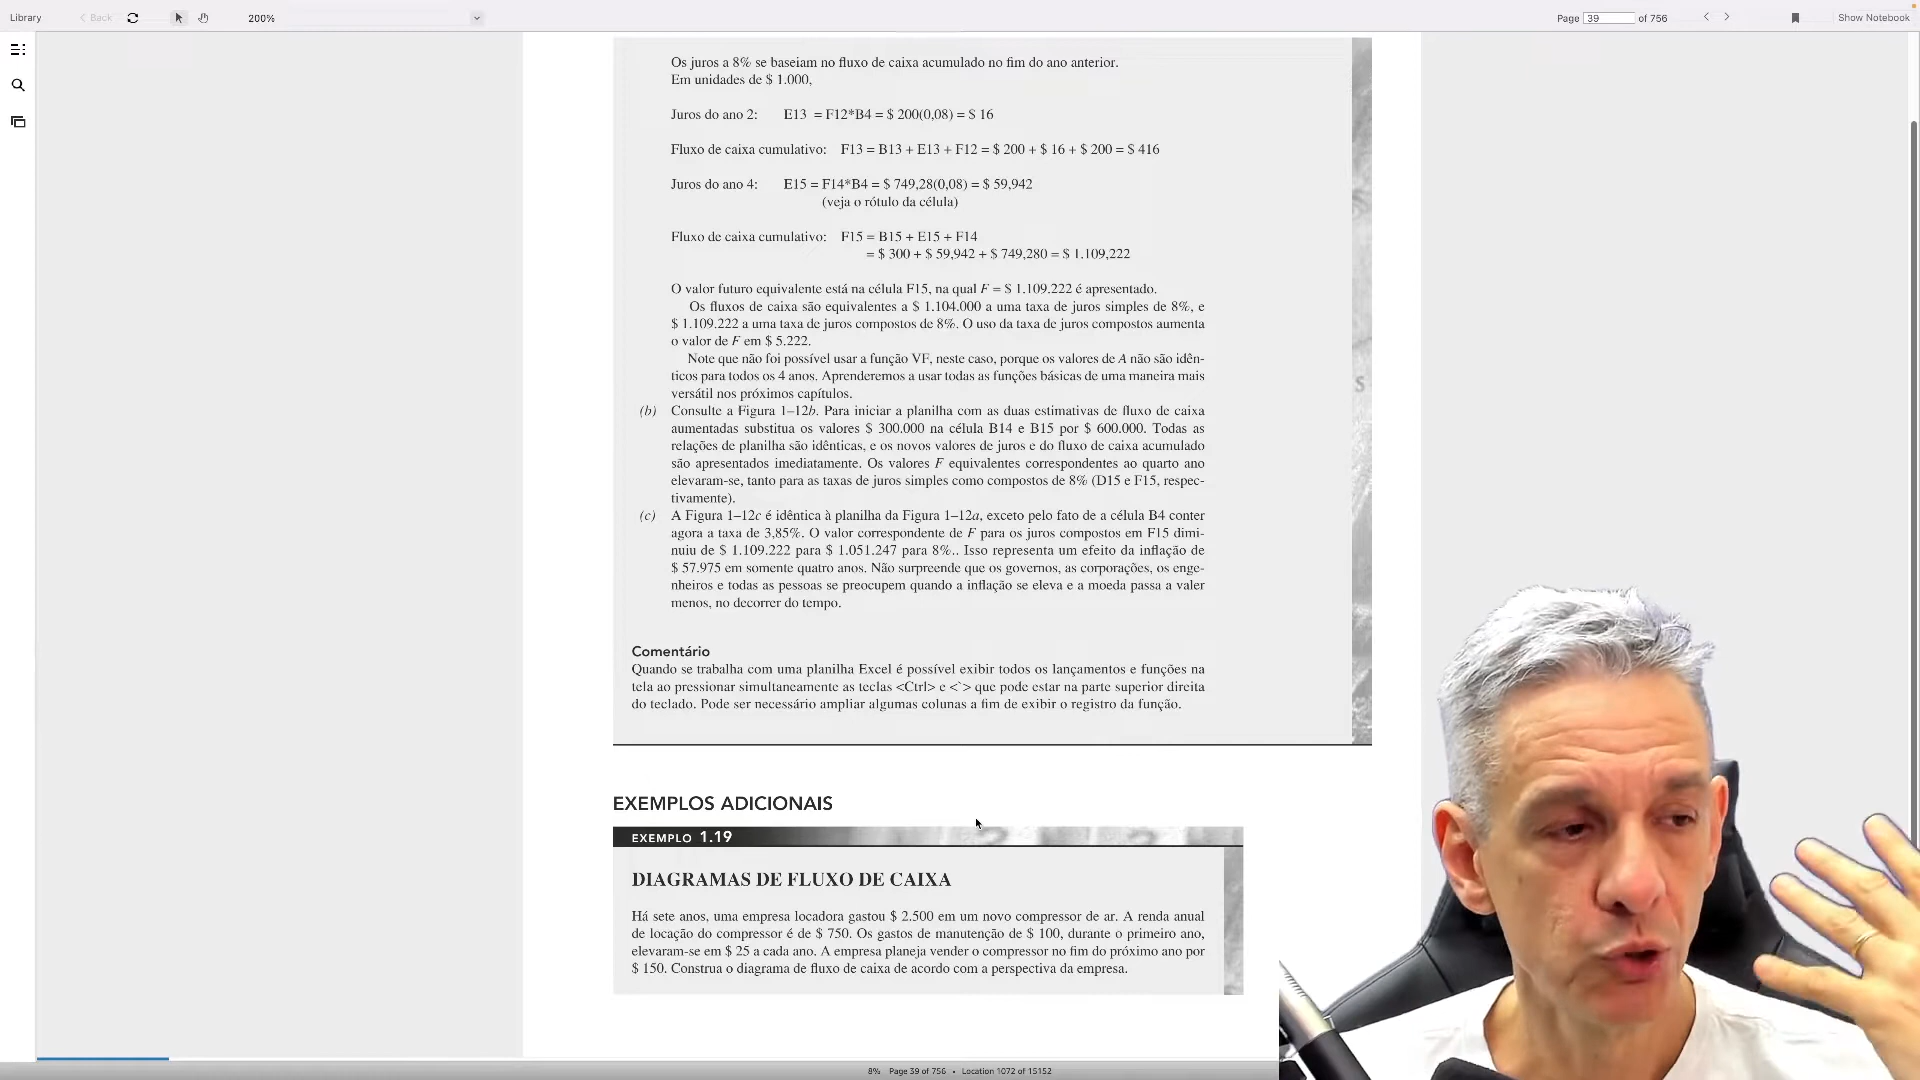 Library
Back
200%
Page 39 of 756
Show Notebook
Os juros a 8% se baseiam no fluxo de caixa acumulado no fim do ano anterior.
Em unidades de $ 1.000,
Juros do ano 2: E13 = F12*B4 = $ 200(0,08) = $ 16
Fluxo de caixa cumulativo: F13 = B13 + E13 + F12 = $ 200 + $ 16 + $ 200 = $ 416
Juros do ano 4: E15 = F14*B4 = $ 749,28(0,08) = $ 59,942
(veja o rótulo da célula)
Fluxo de caixa cumulativo: F15 = B15 + E15 + F14
= $ 300 + $ 59,942 + $ 749,280 = $ 1.109,222
O valor futuro equivalente está na célula F15, na qual F = $ 1.109.222 é apresentado.
Os fluxos de caixa são equivalentes a $ 1.104.000 a uma taxa de juros simples de 8%, e
$ 1.109.222 a uma taxa de juros compostos de 8%. O uso da taxa de juros compostos aumenta
o valor de F em $ 5.222.
Note que não foi possível usar a função VF, neste caso, porque os valores de A não são idên-
ticos para todos os 4 anos. Aprenderemos a usar todas as funções básicas de uma maneira mais
versátil nos próximos capítulos.
(b) Consulte a Figura 1–12b. Para iniciar a planilha com as duas estimativas de fluxo de caixa
aumentadas substitua os valores $ 300.000 na célula B14 e B15 por $ 600.000. Todas as
relações de planilha são idênticas, e os novos valores de juros e do fluxo de caixa acumulado
são apresentados imediatamente. Os valores F equivalentes correspondentes ao quarto ano
elevaram-se, tanto para as taxas de juros simples como compostos de 8% (D15 e F15, respec-
tivamente).
(c) A Figura 1–12c é idêntica à planilha da Figura 1–12a, exceto pelo fato de a célula B4 conter
agora a taxa de 3,85%. O valor correspondente de F para os juros compostos em F15 dimi-
nuiu de $ 1.109.222 para $ 1.051.247 para 8%.. Isso representa um efeito da inflação de
$ 57.975 em somente quatro anos. Não surpreende que os governos, as corporações, os enge-
nheiros e todas as pessoas se preocupem quando a inflação se eleva e a moeda passa a valer
menos, no decorrer do tempo.
Comentário
Quando se trabalha com uma planilha Excel é possível exibir todos os lançamentos e funções na
tela ao pressionar simultaneamente as teclas <Ctrl> e <`> que pode estar na parte superior direita
do teclado. Pode ser necessário ampliar algumas colunas a fim de exibir o registro da função.
EXEMPLOS ADICIONAIS
EXEMPLO 1.19
DIAGRAMAS DE FLUXO DE CAIXA
Há sete anos, uma empresa locadora gastou $ 2.500 em um novo compressor de ar. A renda anual
de locação do compressor é de $ 750. Os gastos de manutenção de $ 100, durante o primeiro ano,
elevaram-se em $ 25 a cada ano. A empresa planeja vender o compressor no fim do próximo ano por
$ 150. Construa o diagrama de fluxo de caixa de acordo com a perspectiva da empresa.
8% Page 39 of 756 • Location 1072 of 15152